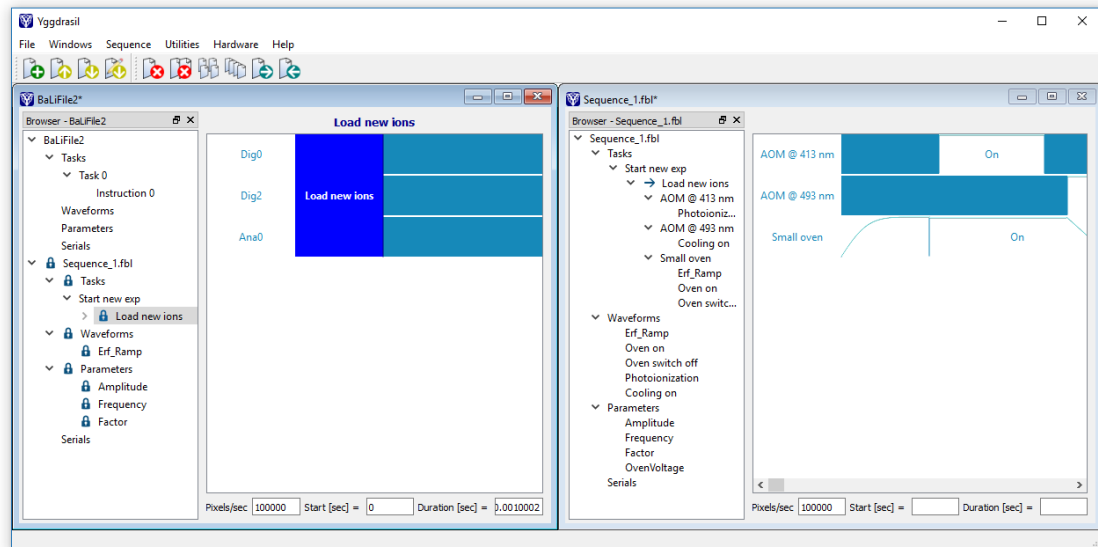 Yggdrasil
File Windows Sequence Utilities Hardware Help
BaLiFile2*
Browser - BaLiFile2
BaLiFile2
Tasks
Task 0
Instruction 0
Waveforms
Parameters
Serials
Sequence_1.fbl
Tasks
Start new exp
Load new ions
Waveforms
Erf_Ramp
Parameters
Amplitude
Frequency
Factor
Serials
Load new ions
Dig0
Dig2
Load new ions
Ana0
Pixels/sec 100000 Start [sec] = 0 Duration [sec] = 0.0010002
Sequence_1.fbl*
Browser - Sequence_1.fbl
Sequence_1.fbl
Tasks
Start new exp
Load new ions
AOM @ 413 nm
Photoioniz...
AOM @ 493 nm
Cooling on
Small oven
Erf_Ramp
Oven on
Oven switc...
Waveforms
Erf_Ramp
Oven on
Oven switch off
Photoionization
Cooling on
Parameters
Amplitude
Frequency
Factor
OvenVoltage
Serials
AOM @ 413 nm
On
AOM @ 493 nm
Small oven
On
Pixels/sec 100000 Start [sec] = Duration [sec] =